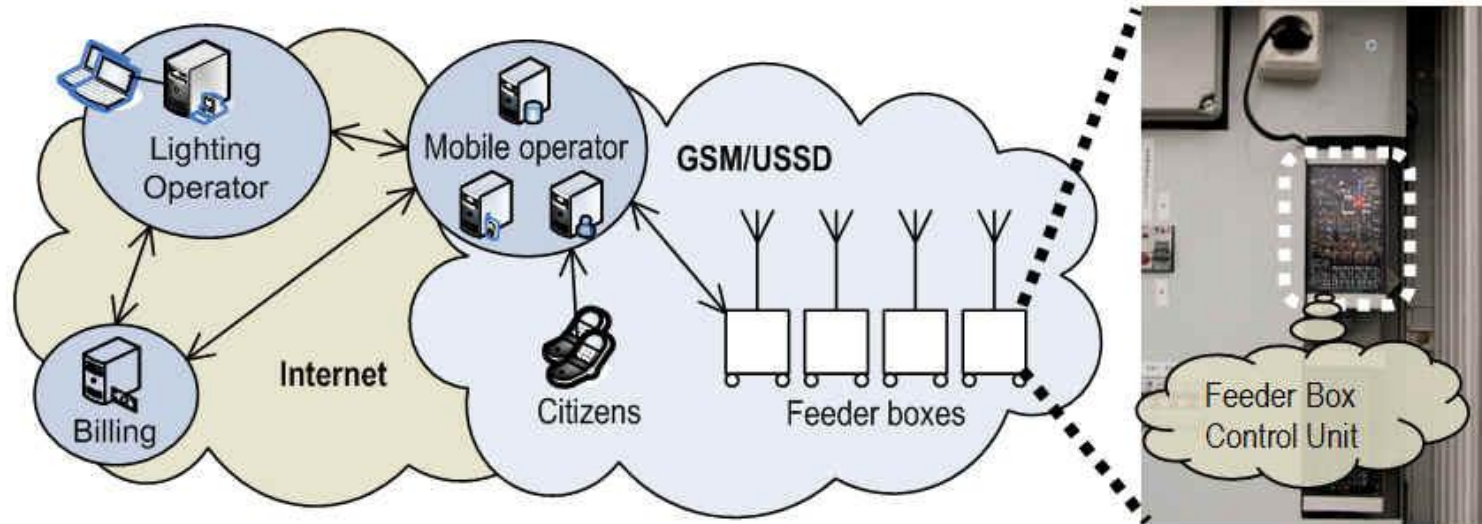 Lighting
Operator
Mobile operator
GSM/USSD
Internet
Billing
Citizens
Feeder boxes
Feeder Box
Control Unit